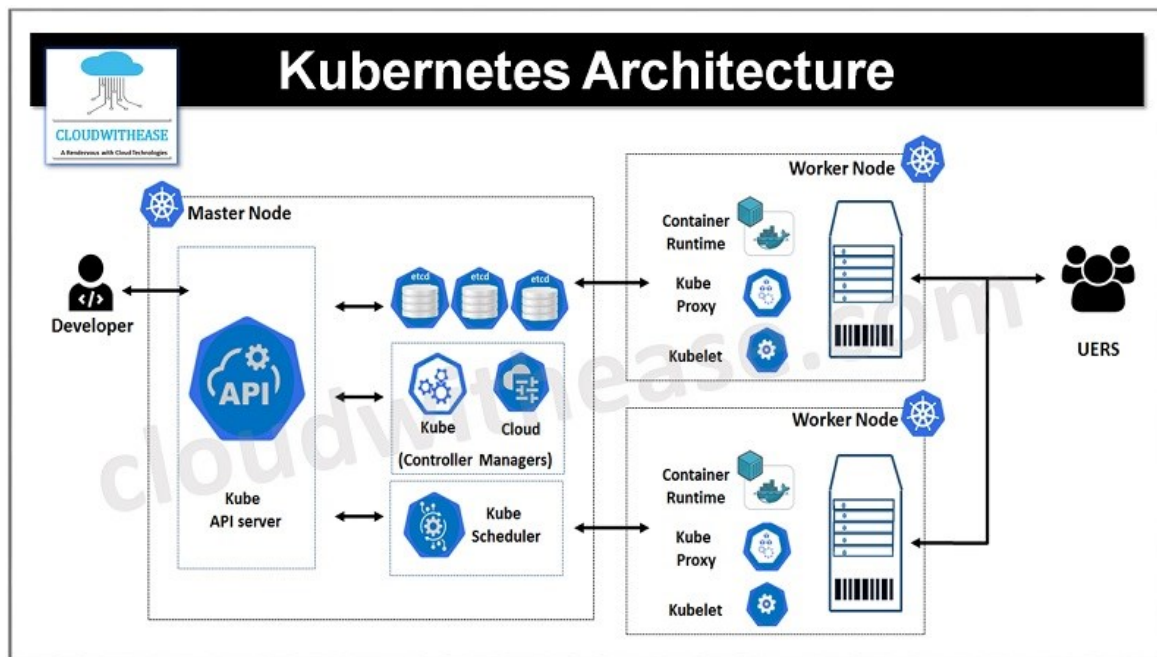 Kubernetes Architecture
CLOUDWITHEASE
A Rendezvous with Cloud Technologies
Developer
Master Node
API
Kube
API server
etcd
etcd
etcd
Kube
Cloud
(Controller Managers)
Kube
Scheduler
Worker Node
Container
Runtime
Kube
Proxy
Kubelet
Worker Node
Container
Runtime
Kube
Proxy
Kubelet
UERS
cloudwithease.com